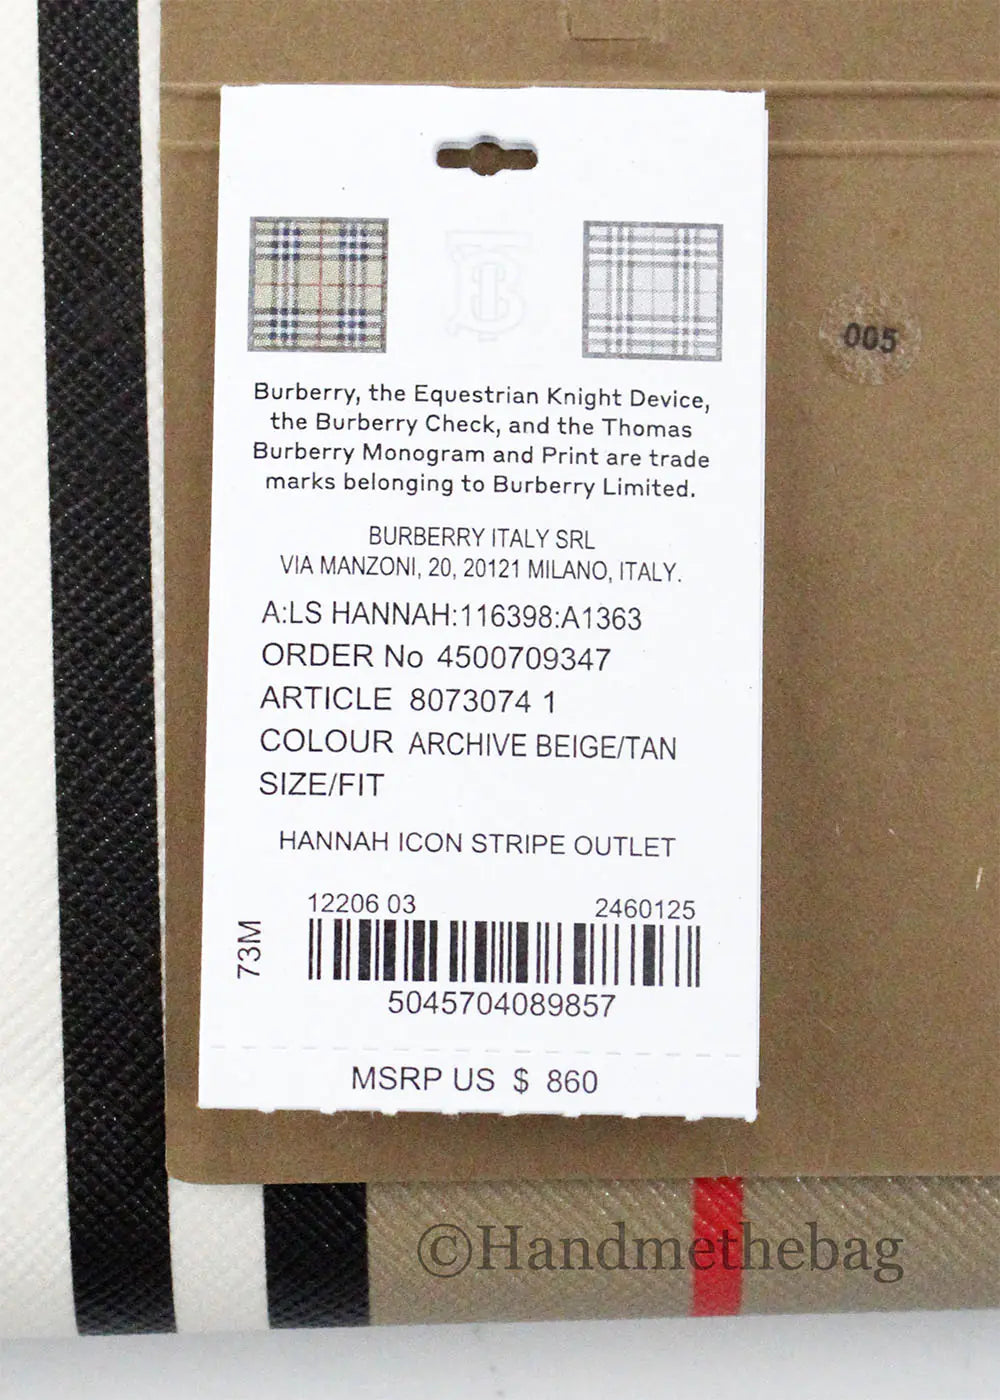 005
Burberry, the Equestrian Knight Device,
the Burberry Check, and the Thomas
Burberry Monogram and Print are trade
marks belonging to Burberry Limited.
BURBERRY ITALY SRL
VIA MANZONI, 20, 20121 MILANO, ITALY.
A:LS HANNAH:116398:A1363
ORDER No 4500709347
ARTICLE 8073074 1
COLOUR ARCHIVE BEIGE/TAN
SIZE/FIT
HANNAH ICON STRIPE OUTLET
12206 03 2460125
73M
5045704089857
MSRP US $ 860
©Handmethebag